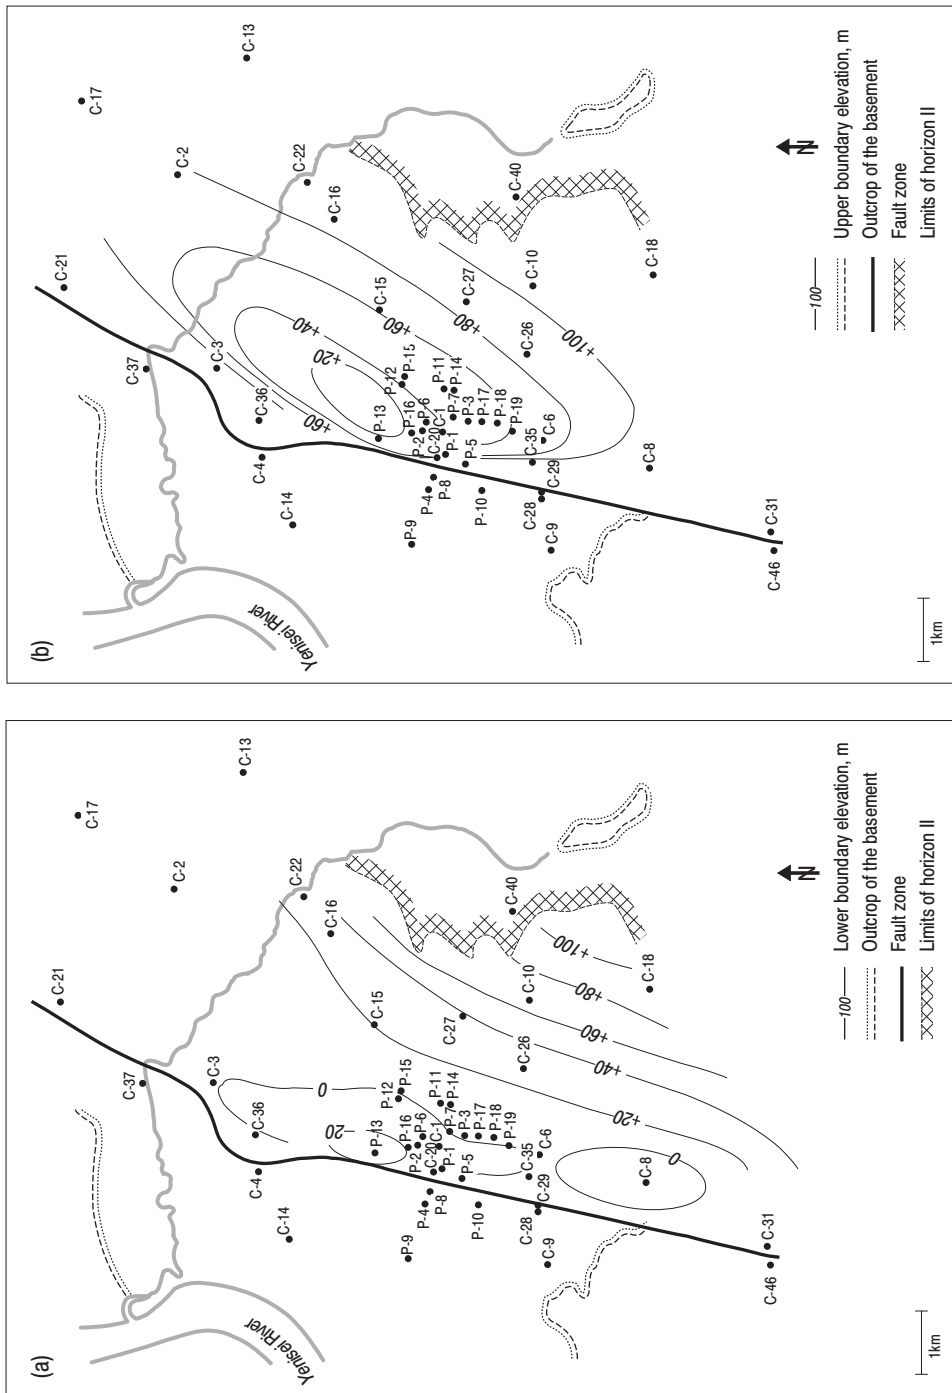 (b)
C-17
C-13
C-2
C-21
C-22
C-16
C-37
C-3
C-36
C-4
C-14
C-15
C-40
C-27
C-10
C-18
C-26
+20
+40
+60
+80
+100
+60
P-13
P-12
P-15
P-16
P-6
P-11
P-14
P-2
C-20
C-1
P-7
P-3
P-17
P-18
P-19
P-1
P-5
P-4
P-8
P-9
P-10
C-35
C-6
C-29
C-28
C-9
C-8
C-31
C-46
Yenisei River
N
1km
100
Upper boundary elevation, m
Outcrop of the basement
Fault zone
Limits of horizon II
(a)
C-17
C-13
C-2
C-21
C-22
C-16
C-37
C-3
C-36
C-4
C-14
C-15
C-40
C-27
C-10
C-18
C-26
0
-20
+20
+40
+60
+80
+100
0
P-13
P-12
P-15
P-16
P-6
P-11
P-14
P-2
C-20
C-1
P-7
P-3
P-17
P-18
P-19
P-1
P-5
P-4
P-8
P-9
P-10
C-35
C-6
C-29
C-28
C-9
C-8
C-31
C-46
Yenisei River
N
1km
100
Lower boundary elevation, m
Outcrop of the basement
Fault zone
Limits of horizon II